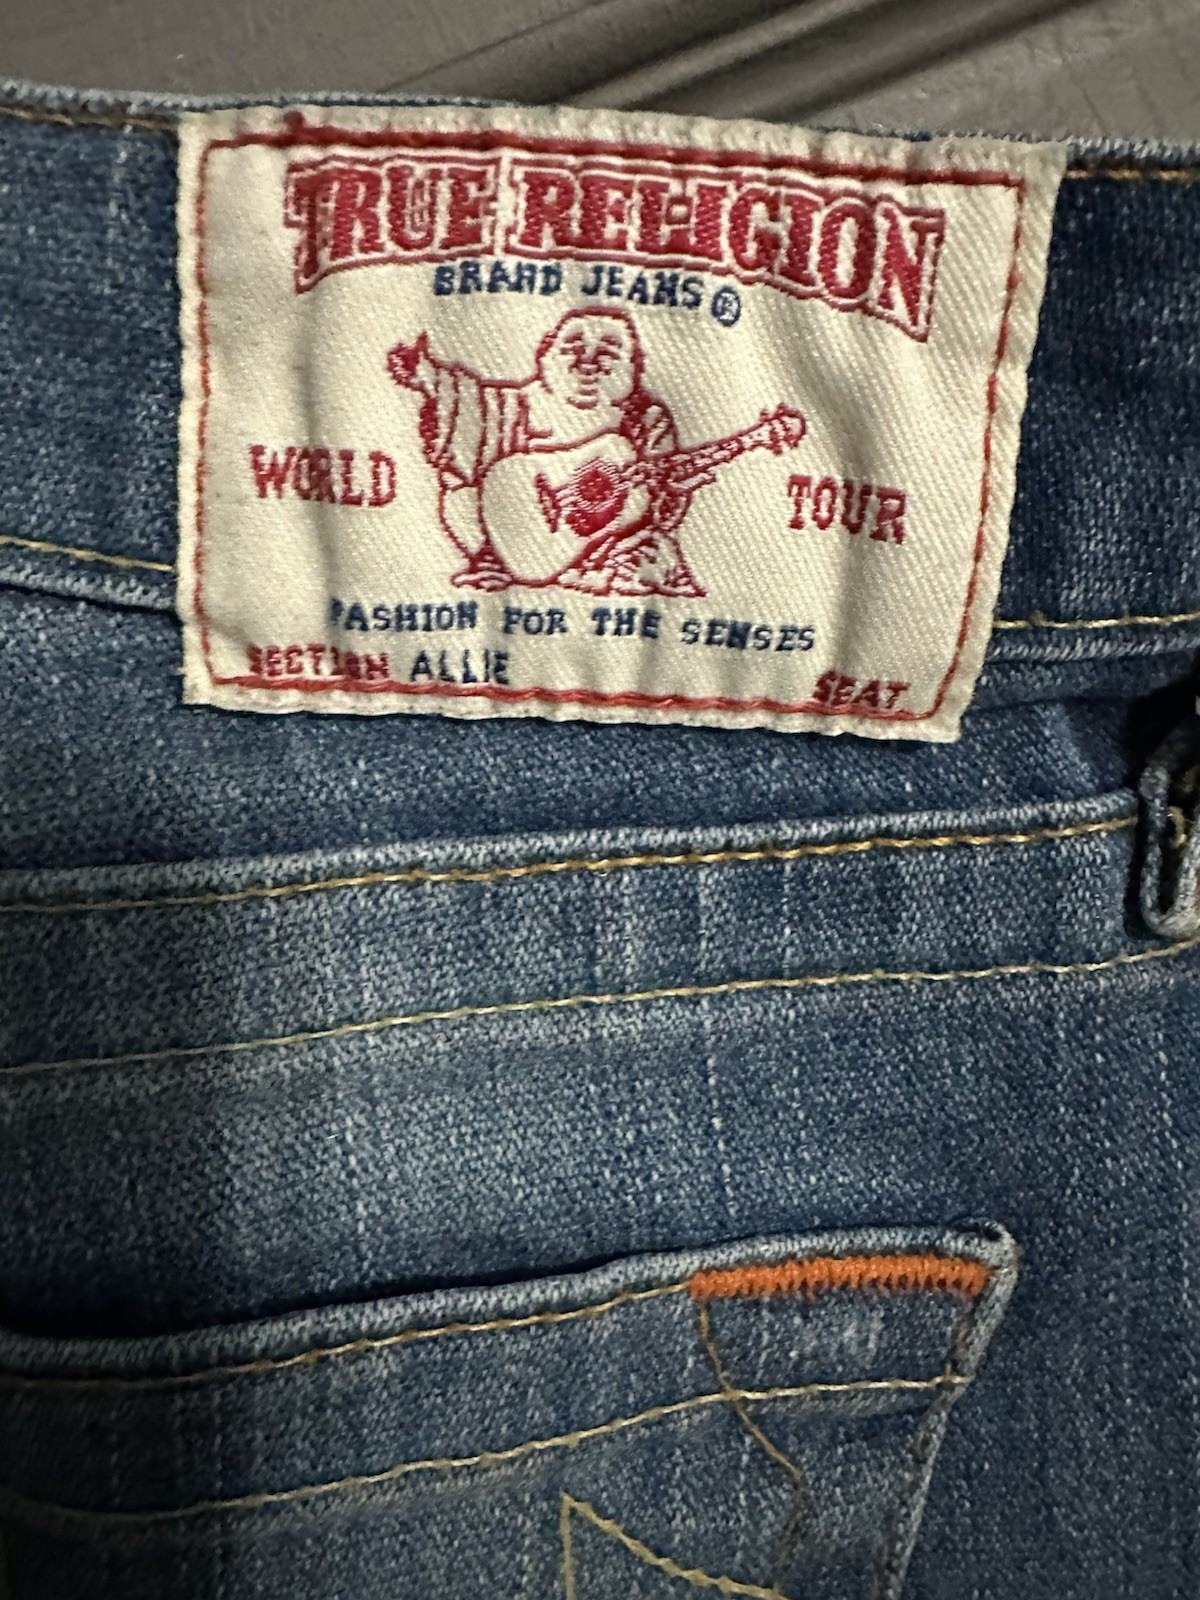 TRUE RELIGION
BRAND JEANS®
WORLD TOUR
FASHION FOR THE SENSES
SECTION ALLIE SEAT